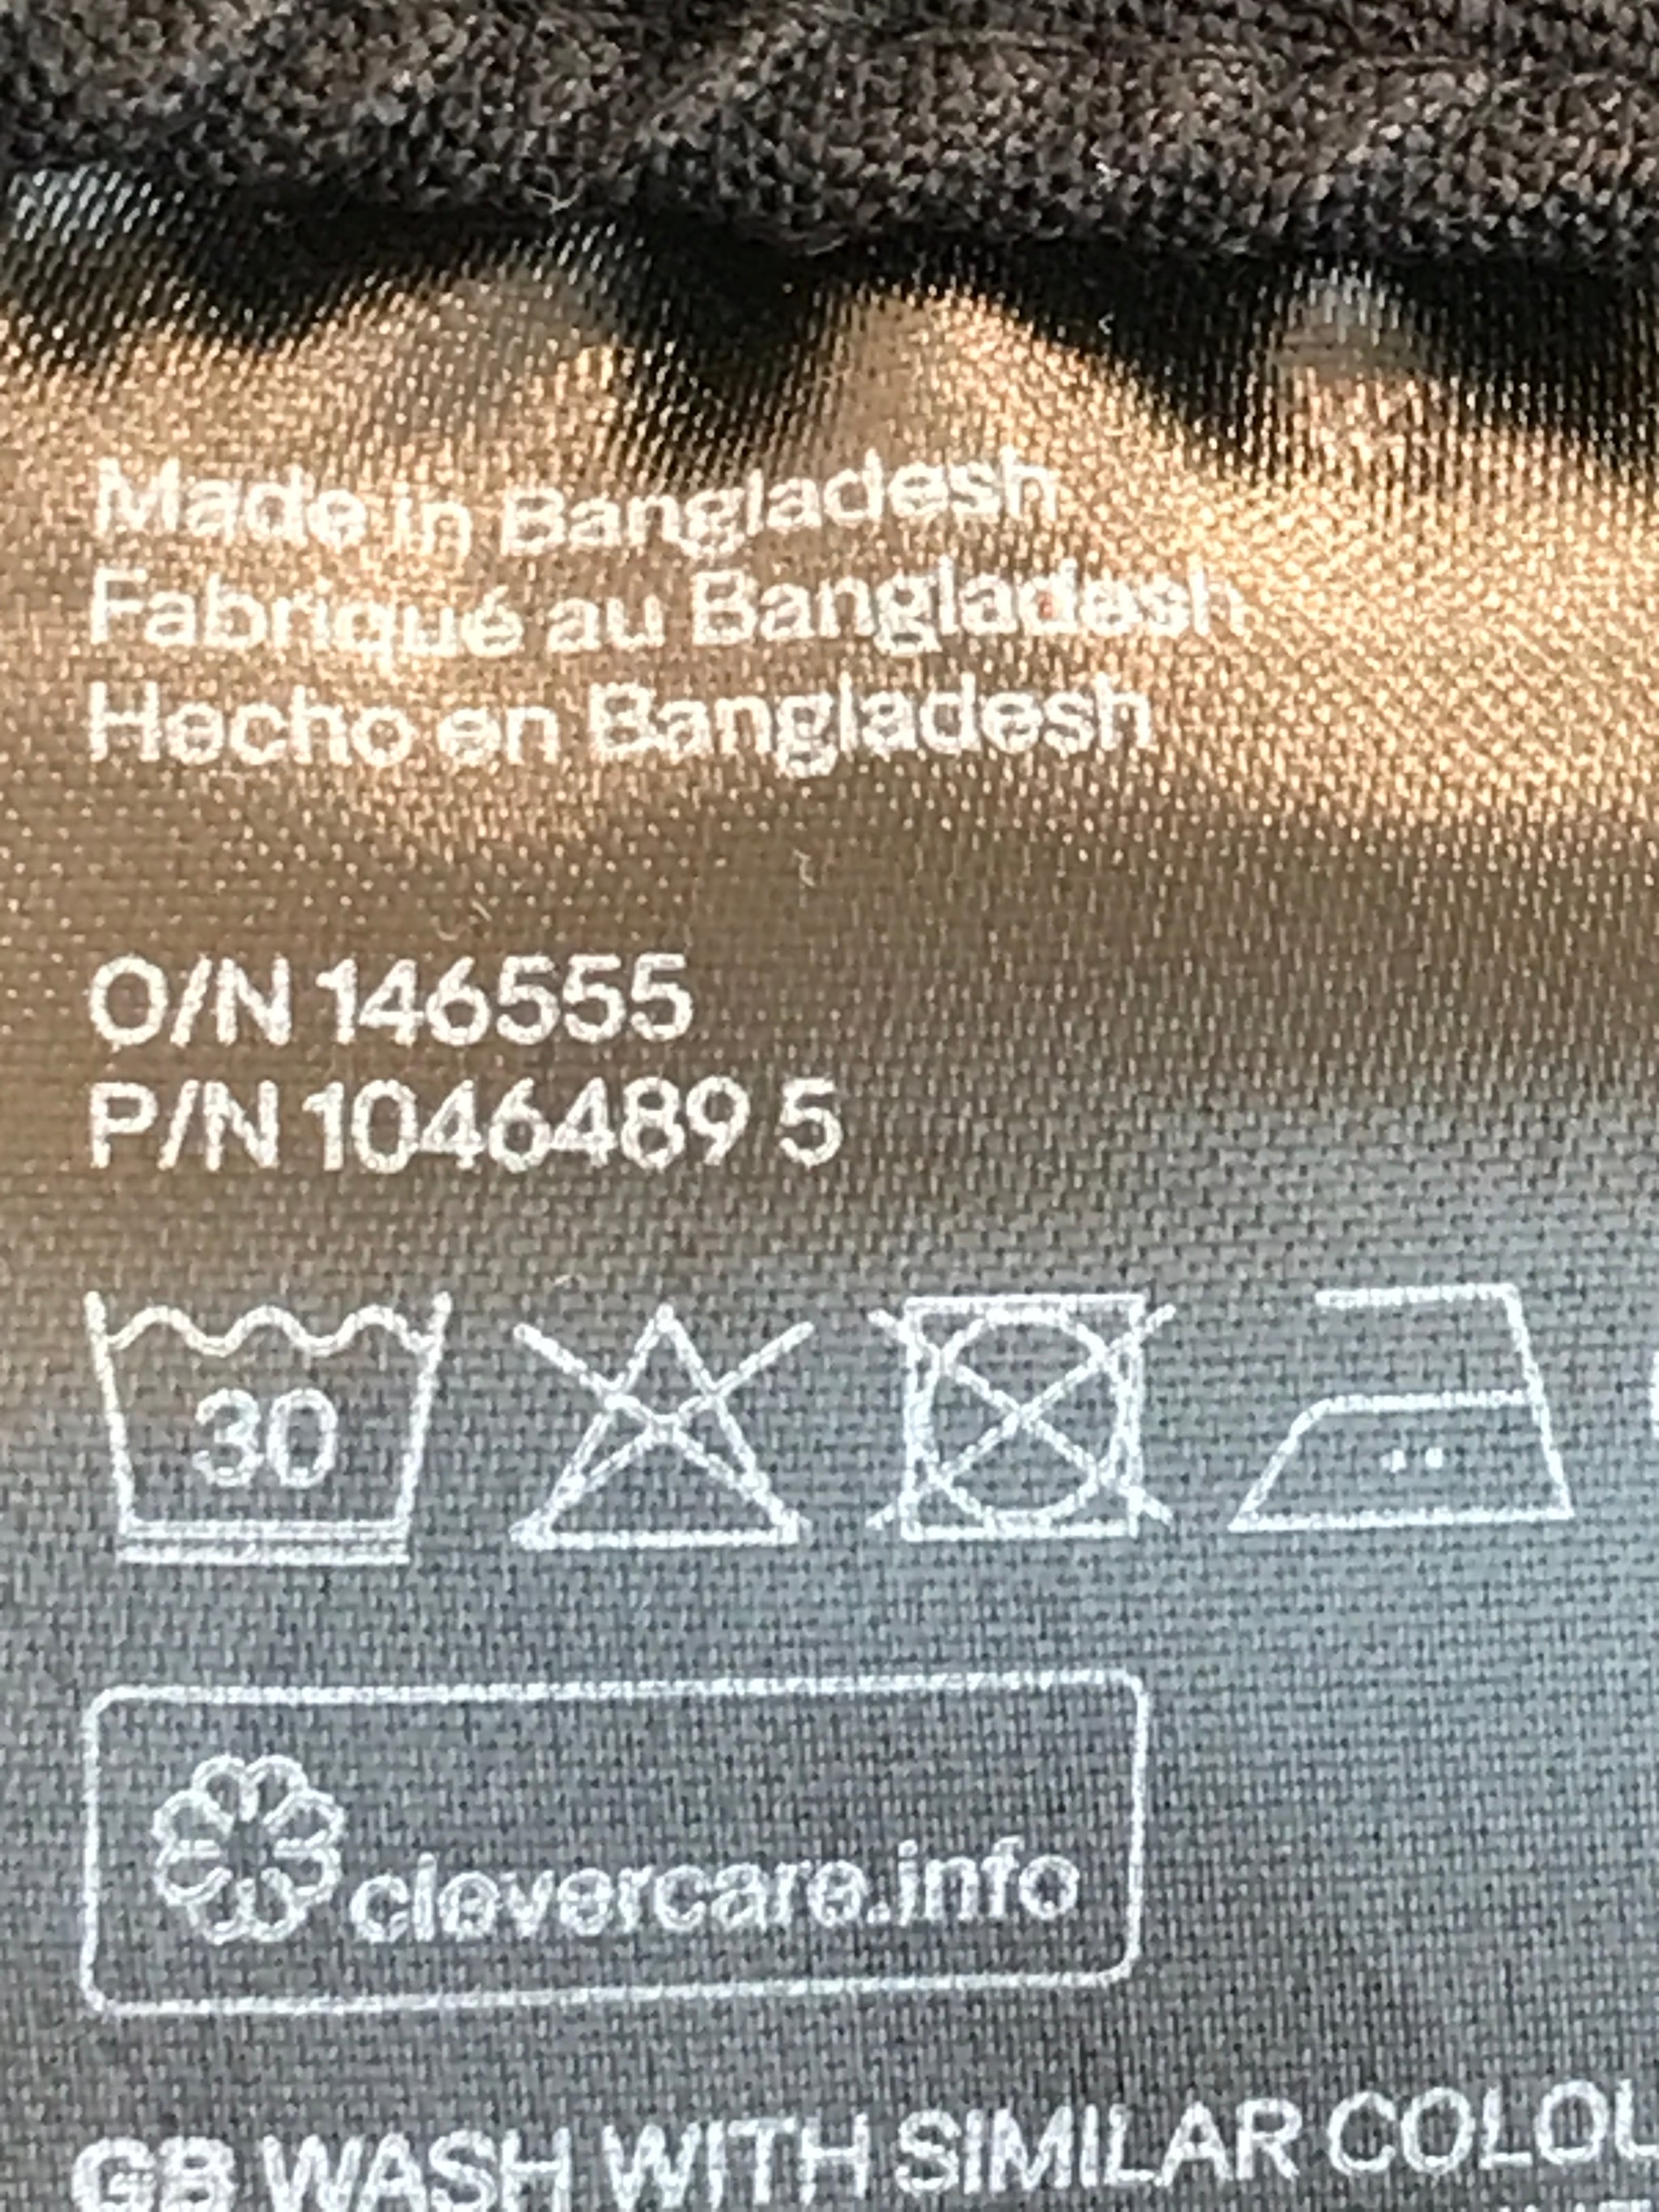 Made in Bangladesh
Fabriqué au Bangladesh
Hecho en Bangladesh
O/N 146555
P/N 1046489 5
30
clevercare.info
GB WASH WITH SIMILAR COLOU